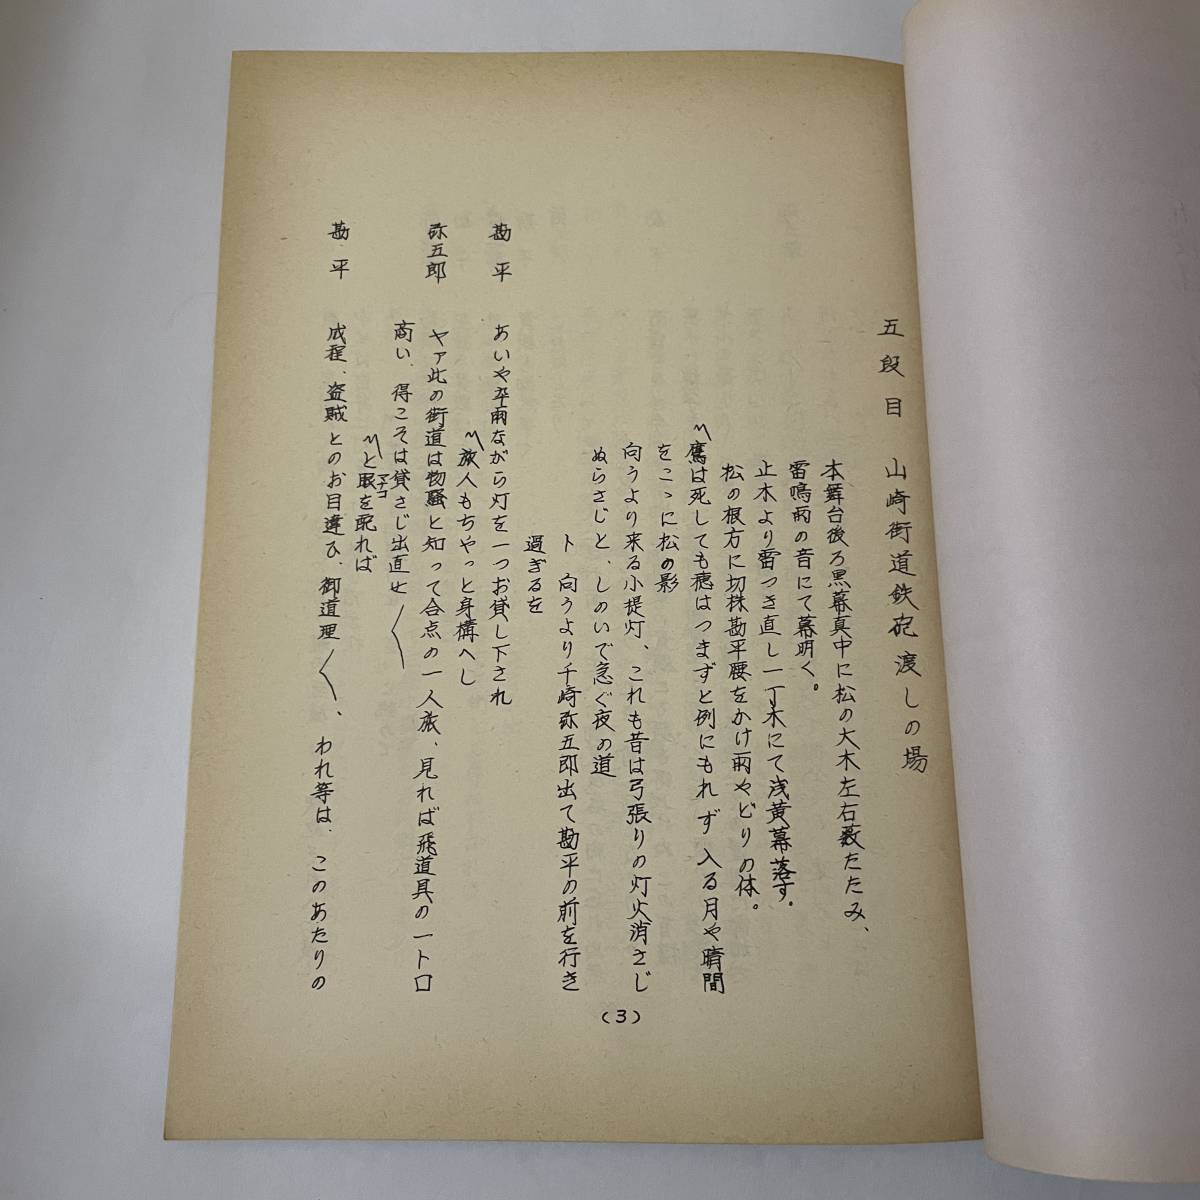 五段目　山崎街道鉄砲渡しの場
本舞台後ろ黒幕真中に松の大木左右薮たたみ、
雷鳴雨の音にて幕明く。
止木より雷つき直し一丁木にて浅黄幕落す。
松の根方に切株勘平腰をかけ雨やどりの体。
〽鷹は死しても穂はつまずと例にもれず入る月や晴間
をこゝに松の影
向うより来る小提灯、これも昔は弓張りの灯火消さじ
ぬらさじと、しのいで急ぐ夜の道
ト　向うより千崎弥五郎出て勘平の前を行き
過ぎるを
勘平　あいや卒爾ながら灯を一つお貸し下され
〽旅人もちやっと身構へし
弥五郎　ヤァ此の街道は物騒と知って合点の一人旅、見れば飛道具の一ト口
商い、得こそは貸さじ出直せ〱
〽と眼を配れば
マナコ
勘平　成程、盗賊とのお目違ひ、御道理〱、われ等は、このあたりの
(3)